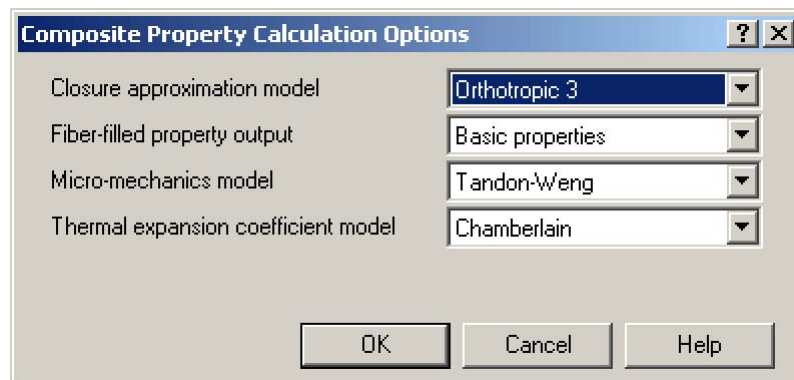 Composite Property Calculation Options
Closure approximation model Orthotropic 3
Fiber-filled property output Basic properties
Micro-mechanics model Tandon-Weng
Thermal expansion coefficient model Chamberlain
OK Cancel Help